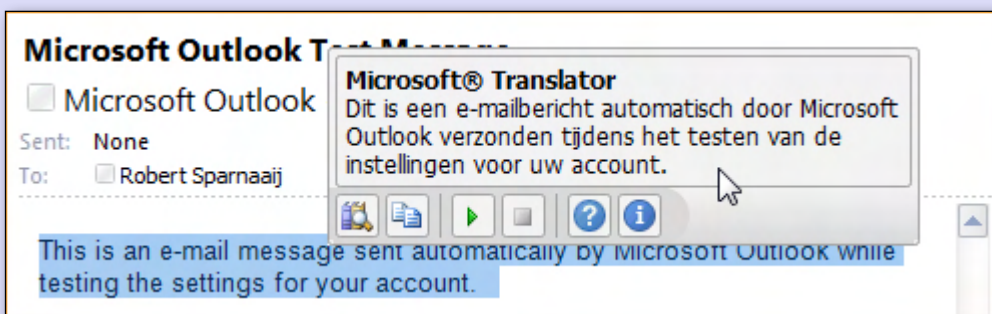 Microsoft Outlook T
Microsoft® Translator
Dit is een e-mailbericht automatisch door Microsoft
Outlook verzonden tijdens het testen van de
instellingen voor uw account.
Microsoft Outlook
Sent: None
To: Robert Sparnaaij
This is an e-mail message sent automatically by Microsoft Outlook while
testing the settings for your account.